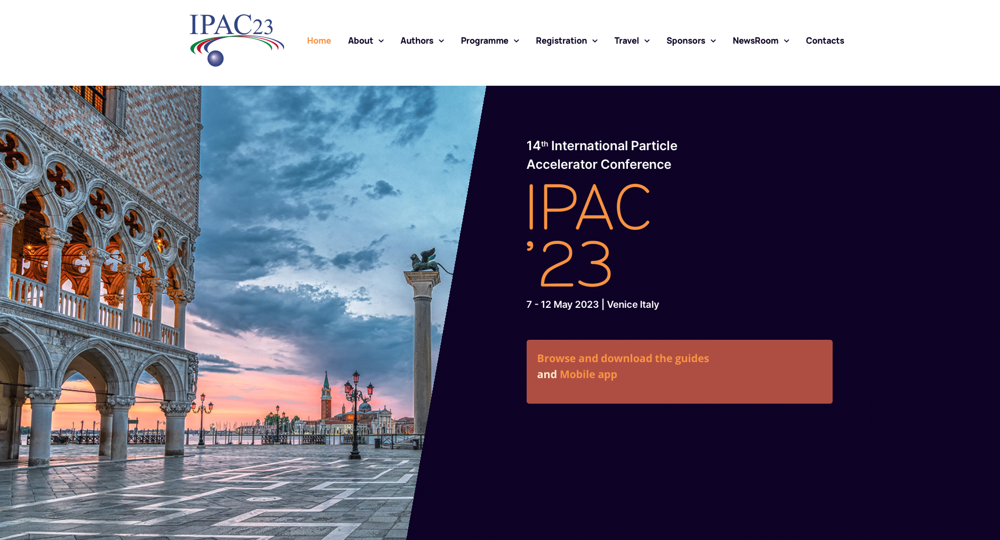 IPAC23
Home About Authors Programme Registration Travel Sponsors NewsRoom Contacts
14th International Particle
Accelerator Conference
IPAC
’23
7 - 12 May 2023 | Venice Italy
Browse and download the guides
and Mobile app